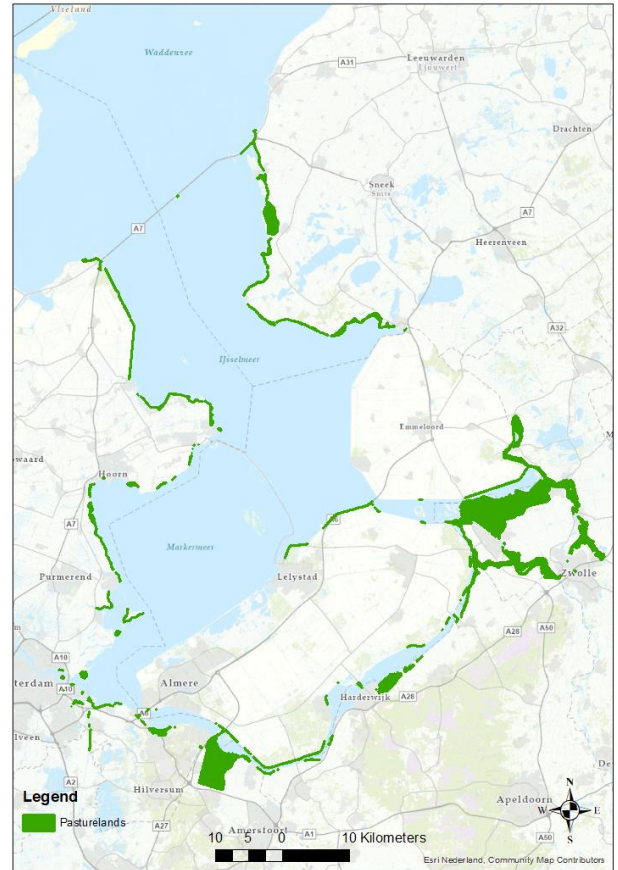 Vlieland
Waddenzee
A31
Leeuwarden
Ljouwert
Drachten
Sneek
Snits
A7
A7
Heerenveen
A32
IJsselmeer
Emmeloord
Hoorn
A7
Markermeer
Lelystad
Zwolle
Purmerend
A50
A28
A10
A10
Almere
Harderwijk
A28
A2
Hilversum
Apeldoorn
N
W E
S
A27
Amersfoort
A1
A50
Legend
Pasturelands
10 5 0 10 Kilometers
Esri Nederland, Community Map Contributors